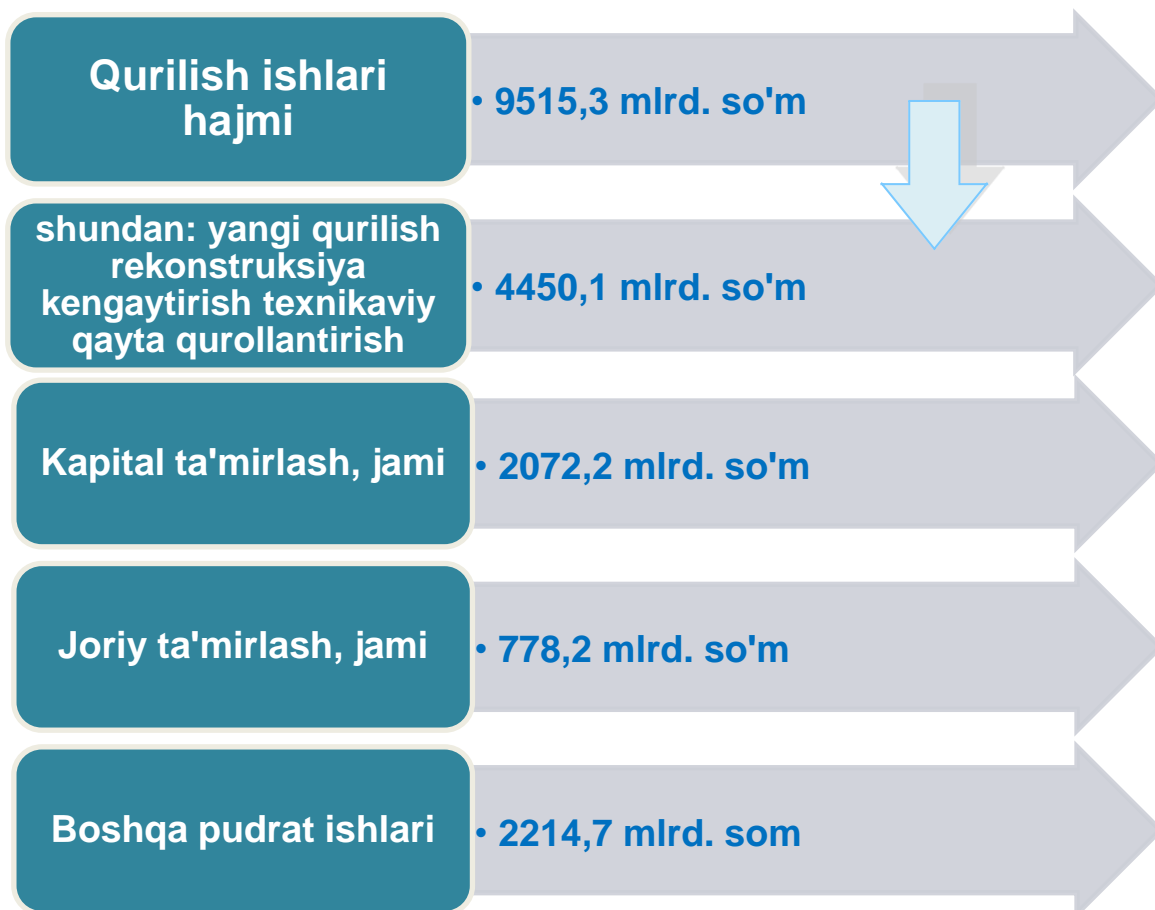 Qurilish ishlari
hajmi
• 9515,3 mlrd. so'm
shundan: yangi qurilish
rekonstruksiya
kengaytirish texnikaviy
qayta qurollantirish
• 4450,1 mlrd. so'm
Kapital ta'mirlash, jami
• 2072,2 mlrd. so'm
Joriy ta'mirlash, jami
• 778,2 mlrd. so'm
Boshqa pudrat ishlari
• 2214,7 mlrd. som